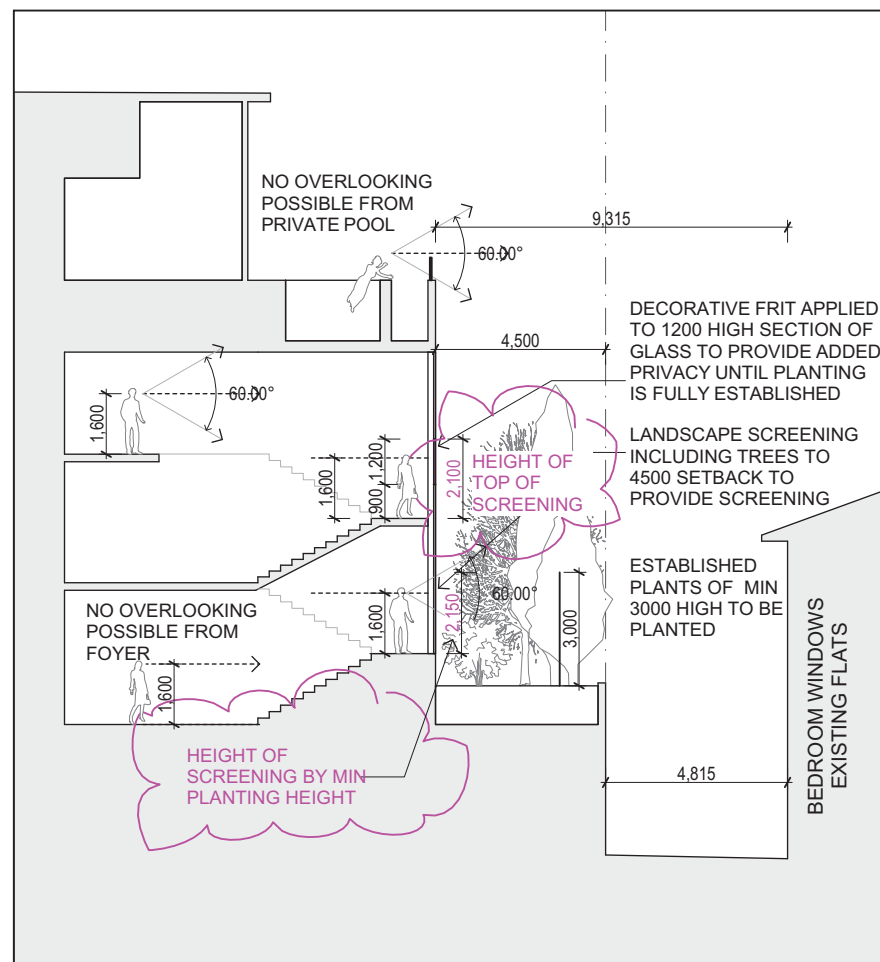 NO OVERLOOKING
POSSIBLE FROM
PRIVATE POOL
9,315
60.00°
4,500
DECORATIVE FRIT APPLIED
TO 1200 HIGH SECTION OF
GLASS TO PROVIDE ADDED
PRIVACY UNTIL PLANTING
IS FULLY ESTABLISHED
60.00°
1,600
LANDSCAPE SCREENING
INCLUDING TREES TO
4500 SETBACK TO
PROVIDE SCREENING
1,600
1,200
900
2,100
HEIGHT OF
TOP OF
SCREENING
ESTABLISHED
PLANTS OF MIN
3000 HIGH TO BE
PLANTED
NO OVERLOOKING
POSSIBLE FROM
FOYER
1,600
2,150
60.00°
3,000
1,600
HEIGHT OF
SCREENING BY MIN
PLANTING HEIGHT
4,815
BEDROOM WINDOWS
EXISTING FLATS